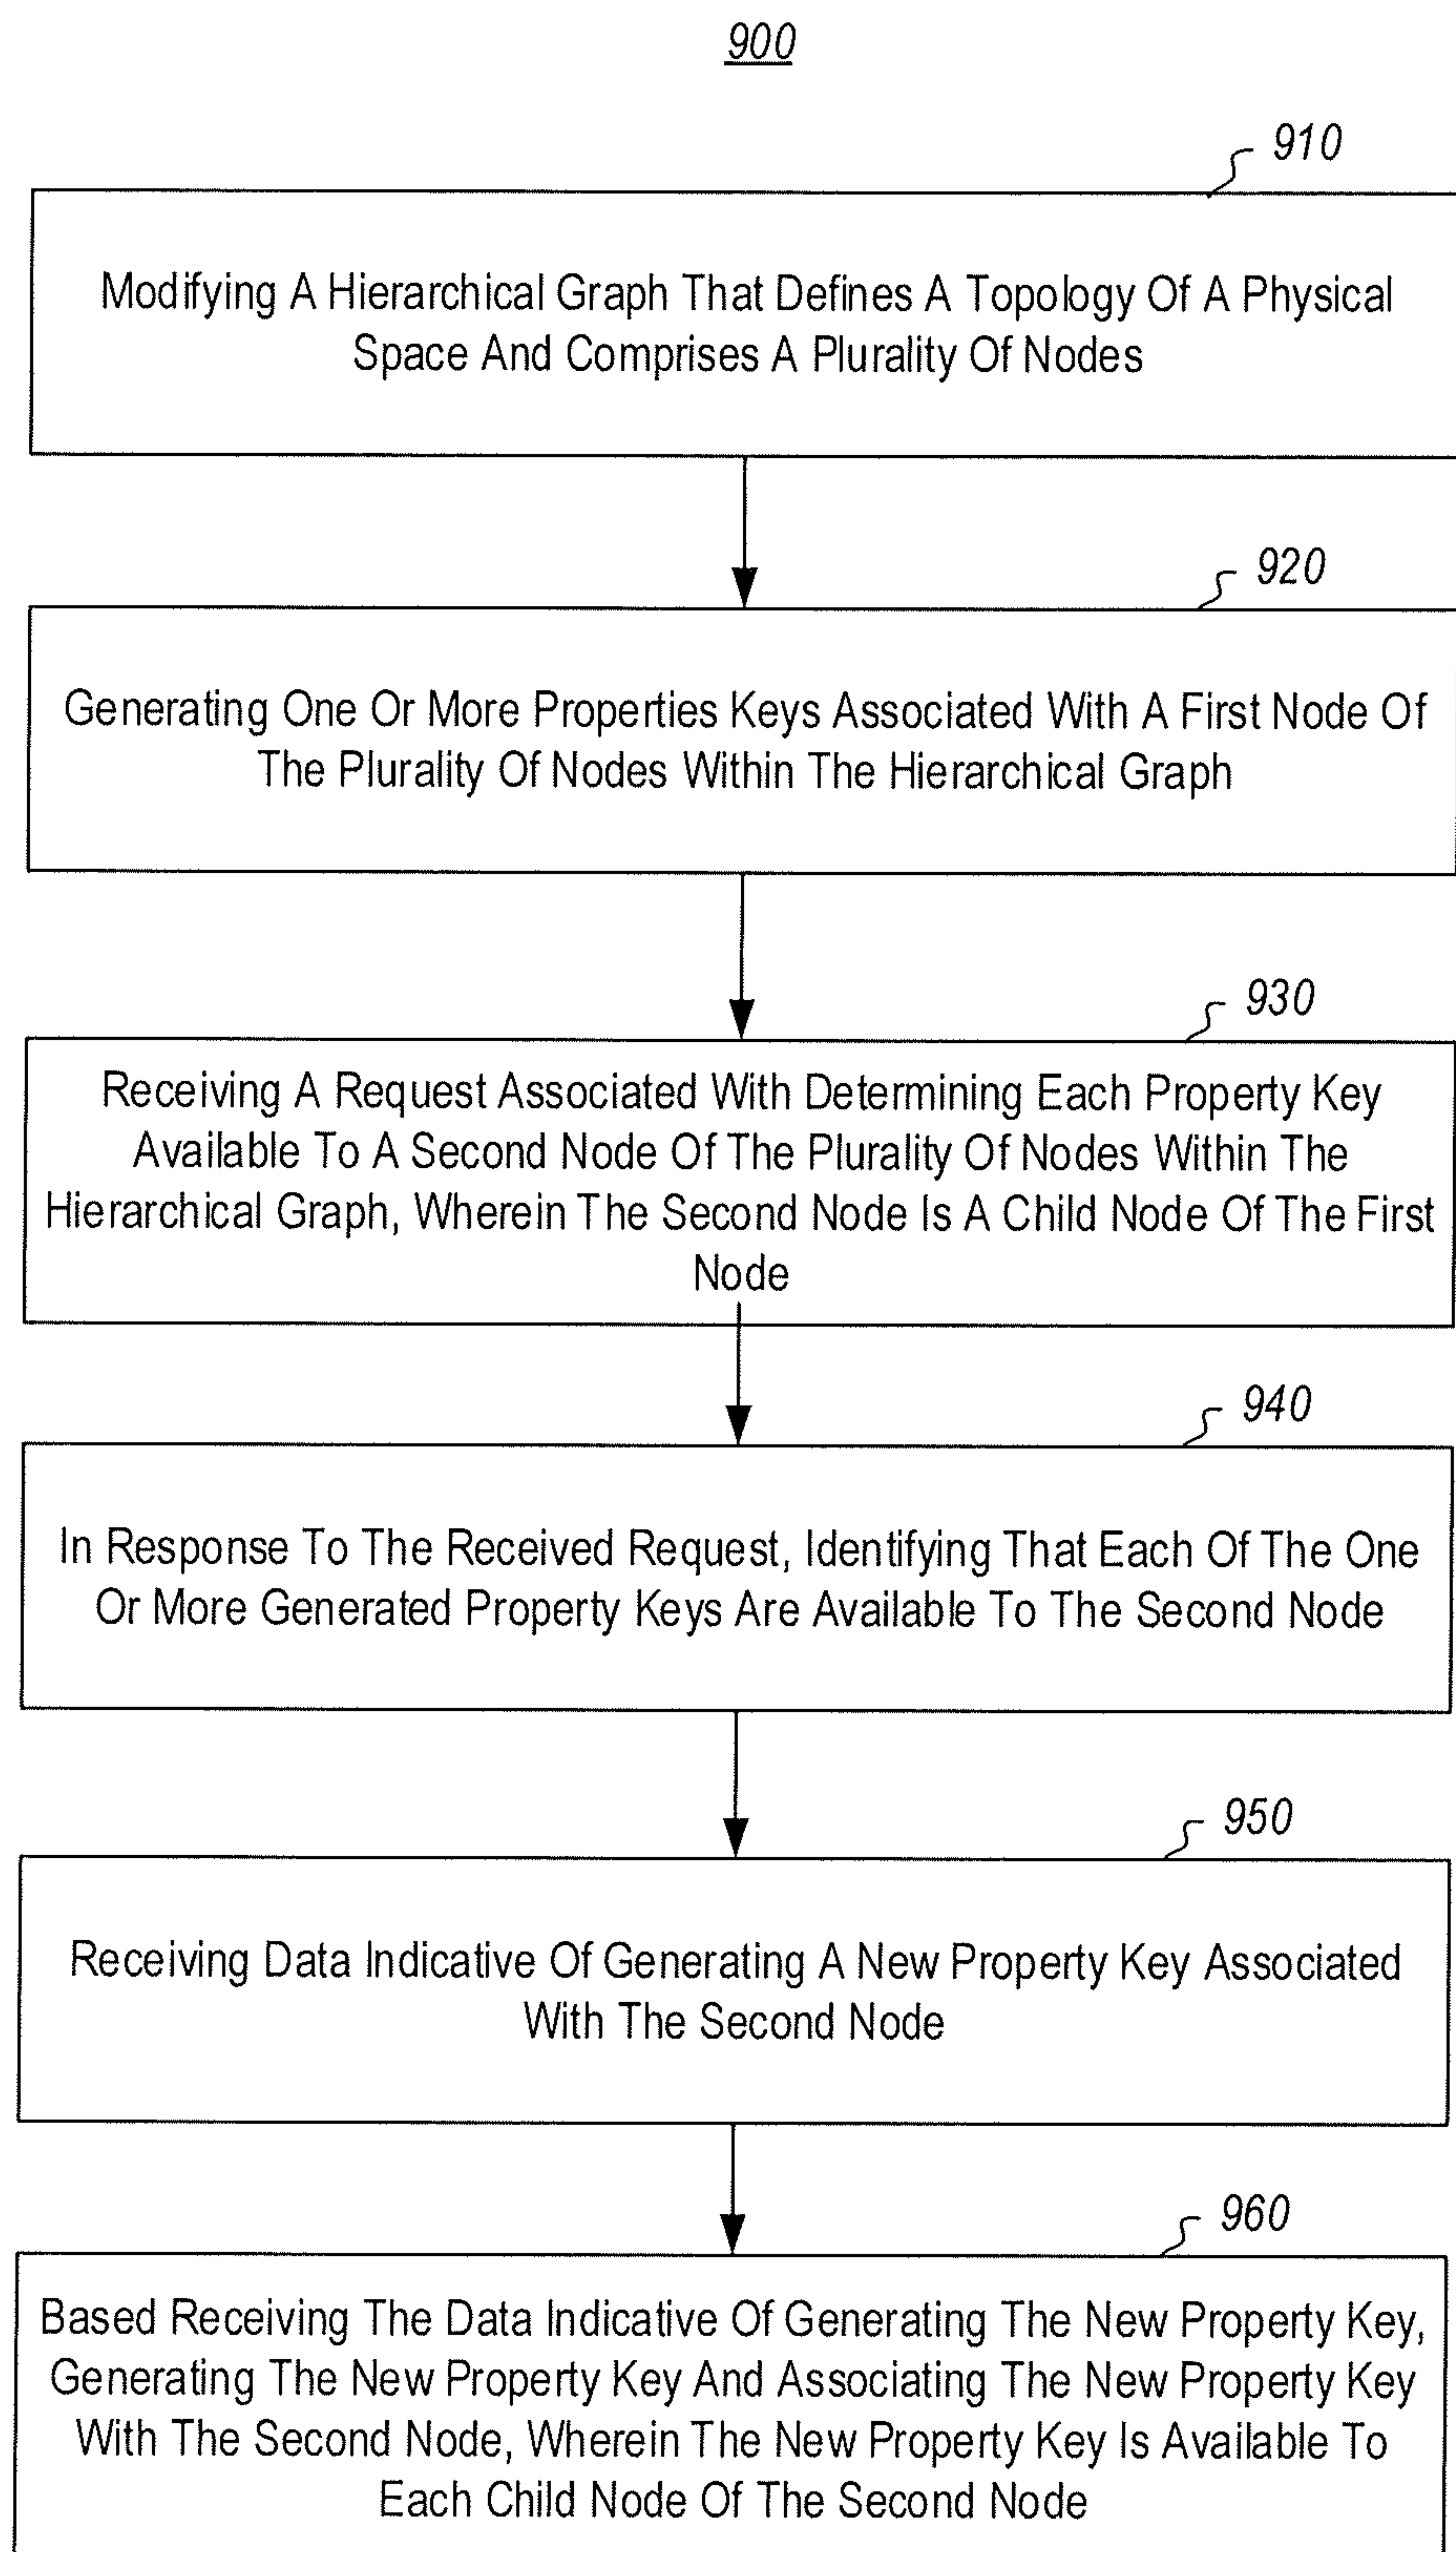 900
910
Modifying A Hierarchical Graph That Defines A Topology Of A Physical
Space And Comprises A Plurality Of Nodes
920
Generating One Or More Properties Keys Associated With A First Node Of
The Plurality Of Nodes Within The Hierarchical Graph
930
Receiving A Request Associated With Determining Each Property Key
Available To A Second Node Of The Plurality Of Nodes Within The
Hierarchical Graph, Wherein The Second Node Is A Child Node Of The First
Node
940
In Response To The Received Request, Identifying That Each Of The One
Or More Generated Property Keys Are Available To The Second Node
950
Receiving Data Indicative Of Generating A New Property Key Associated
With The Second Node
960
Based Receiving The Data Indicative Of Generating The New Property Key,
Generating The New Property Key And Associating The New Property Key
With The Second Node, Wherein The New Property Key Is Available To
Each Child Node Of The Second Node